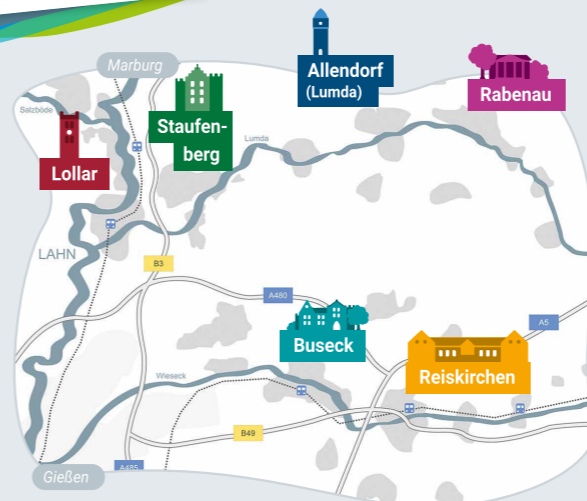 Marburg
Allendorf
(Lumda)
Rabenau
Staufen-
berg
Salzböde
Lollar
Lumda
LAHN
B3
A480
A5
Buseck
Reiskirchen
Wieseck
B49
A485
Gießen